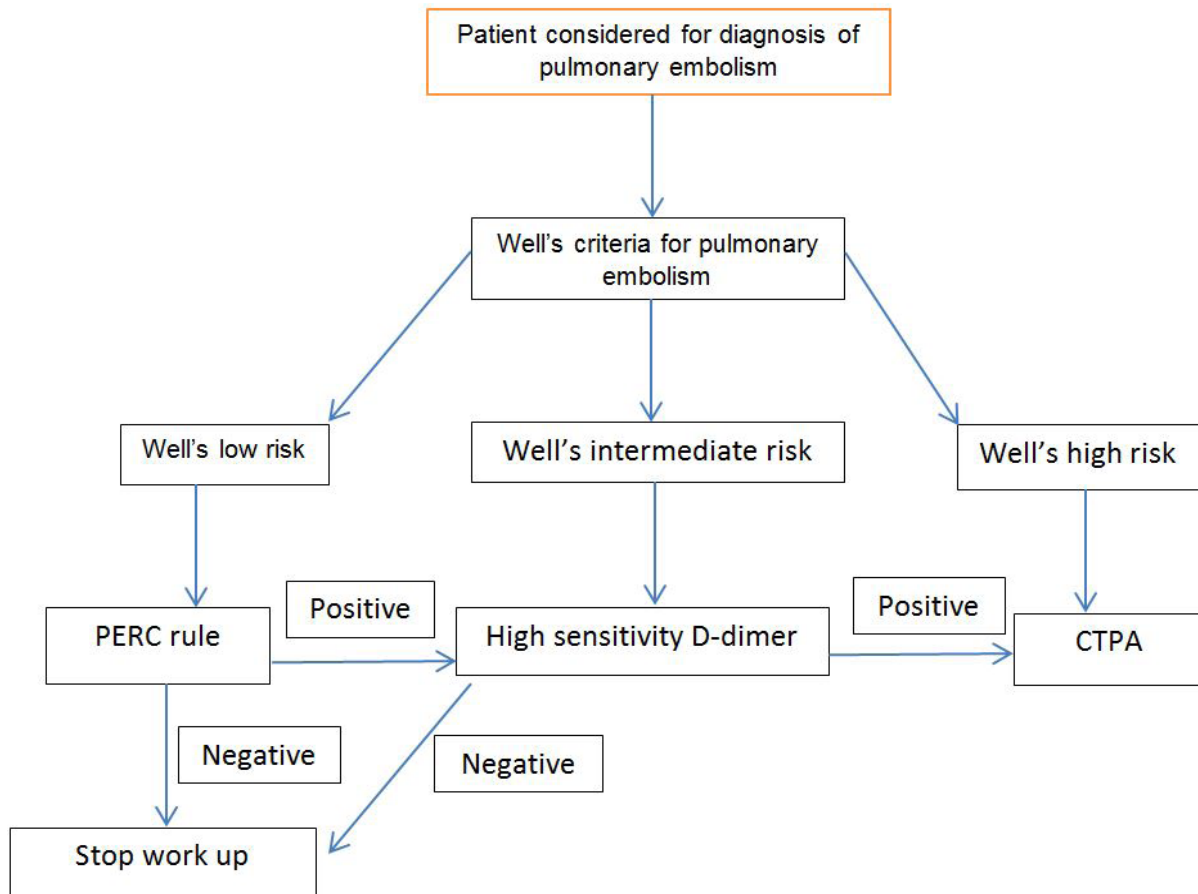 Patient considered for diagnosis of
pulmonary embolism
Well’s criteria for pulmonary
embolism
Well’s low risk
Well’s intermediate risk
Well’s high risk
PERC rule
Positive
High sensitivity D-dimer
Positive
CTPA
Negative
Negative
Stop work up